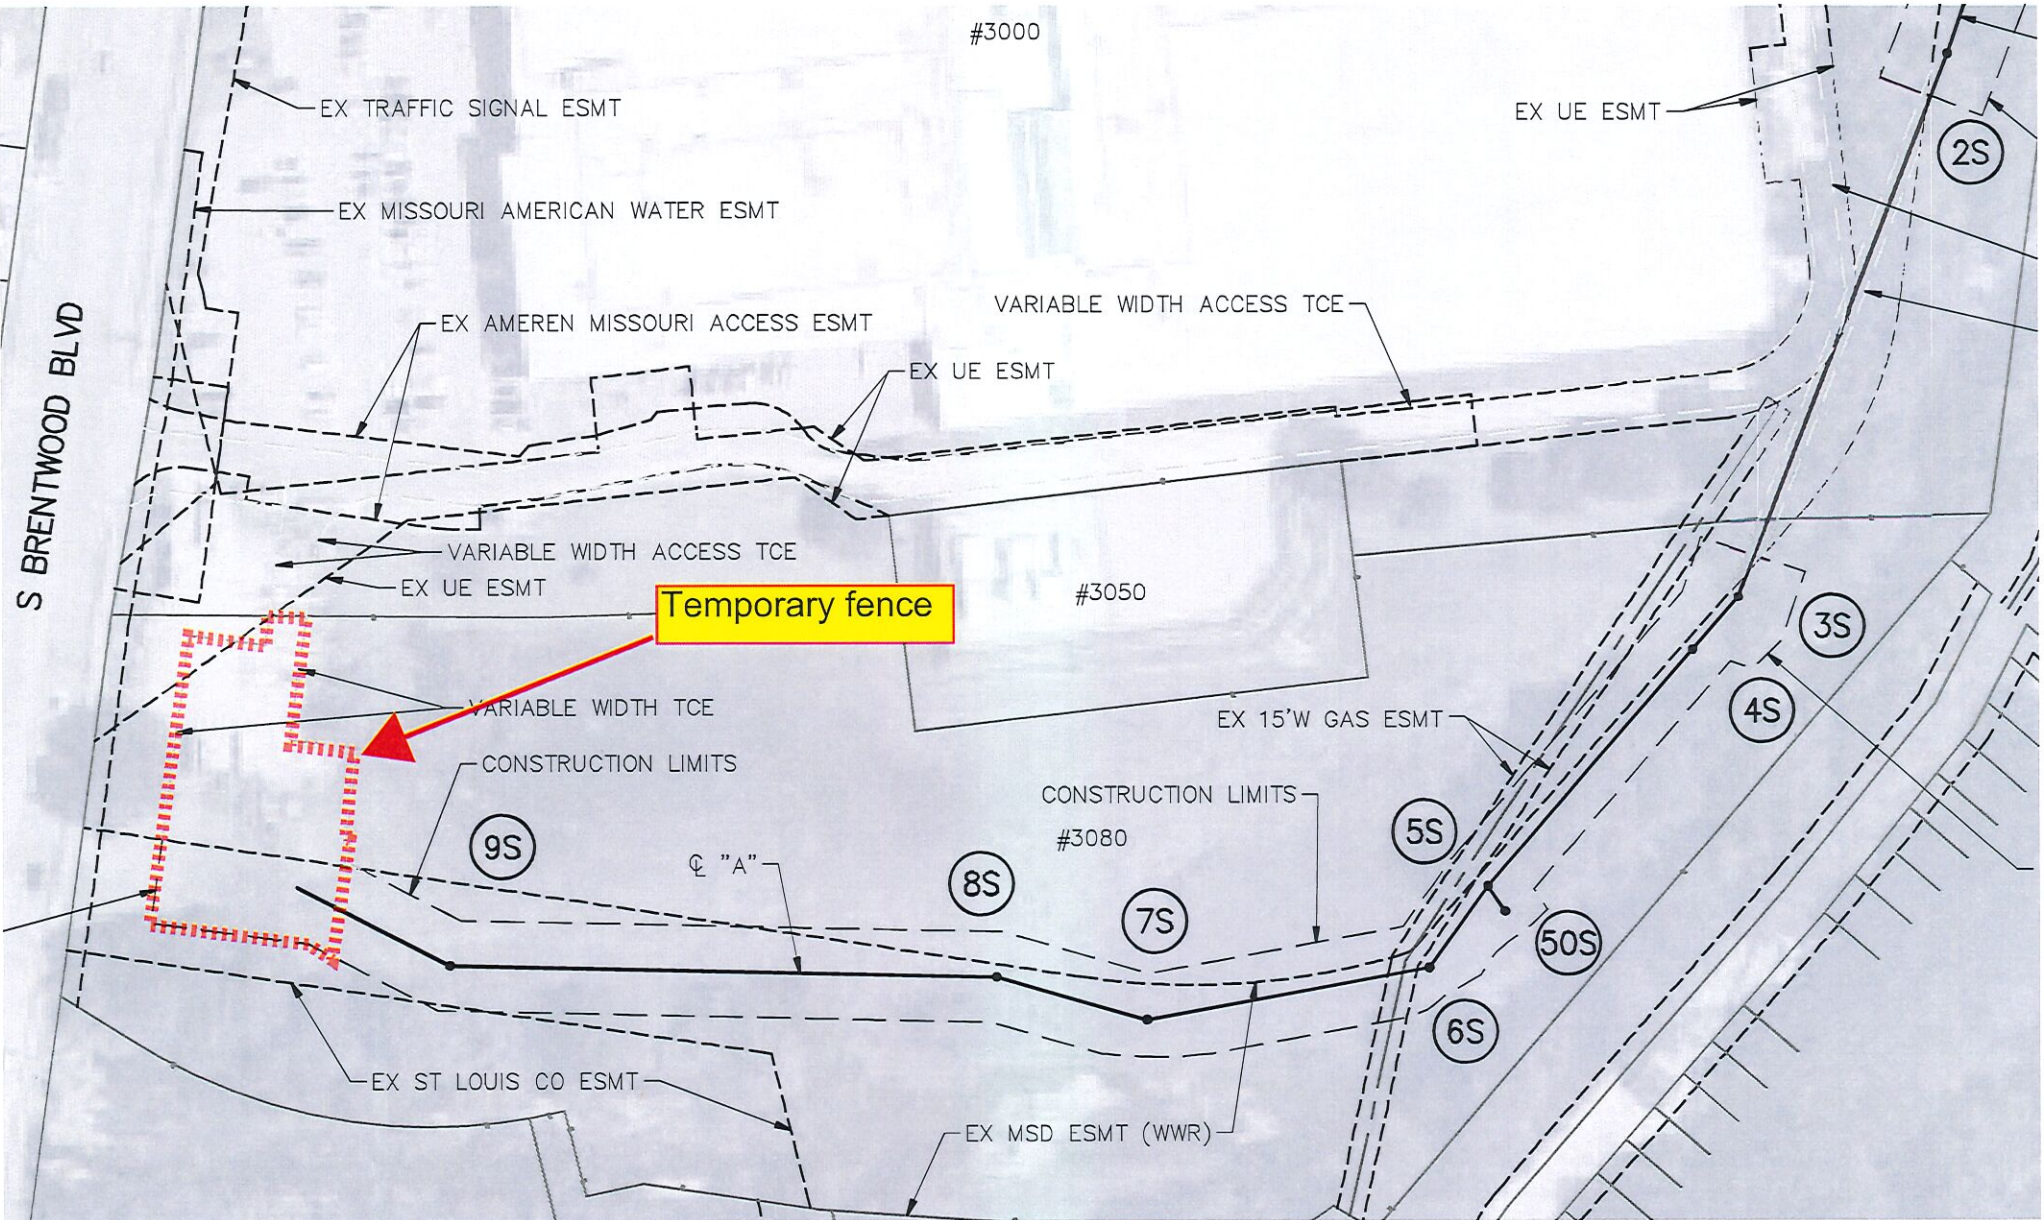 #3000
EX TRAFFIC SIGNAL ESMT
EX UE ESMT
2S
EX MISSOURI AMERICAN WATER ESMT
VARIABLE WIDTH ACCESS TCE
EX AMEREN MISSOURI ACCESS ESMT
EX UE ESMT
S BRENTWOOD BLVD
VARIABLE WIDTH ACCESS TCE
EX UE ESMT
#3050
Temporary fence
3S
VARIABLE WIDTH TCE
EX 15'W GAS ESMT
4S
CONSTRUCTION LIMITS
CONSTRUCTION LIMITS
#3080
5S
9S
℄ "A"
8S
7S
50S
6S
EX ST LOUIS CO ESMT
EX MSD ESMT (WWR)